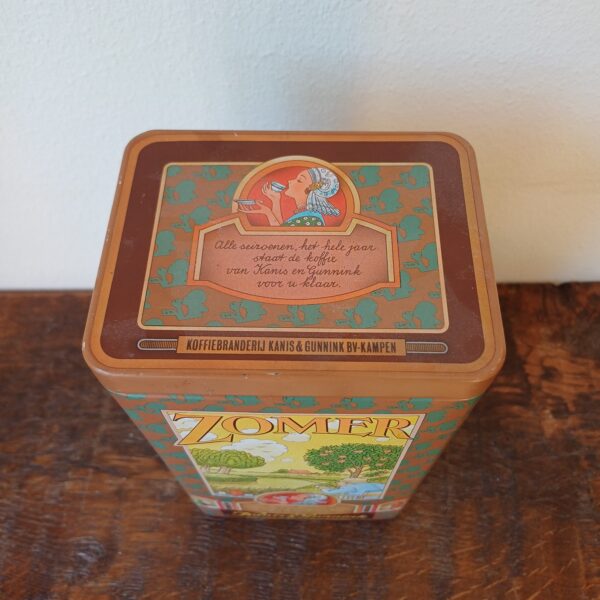 Alle seizoenen, het hele jaar
staat de koffie
van Kanis en Gunnink
voor u klaar.
KOFFIEBRANDERIJ KANIS & GUNNINK BV-KAMPEN
ZOMER